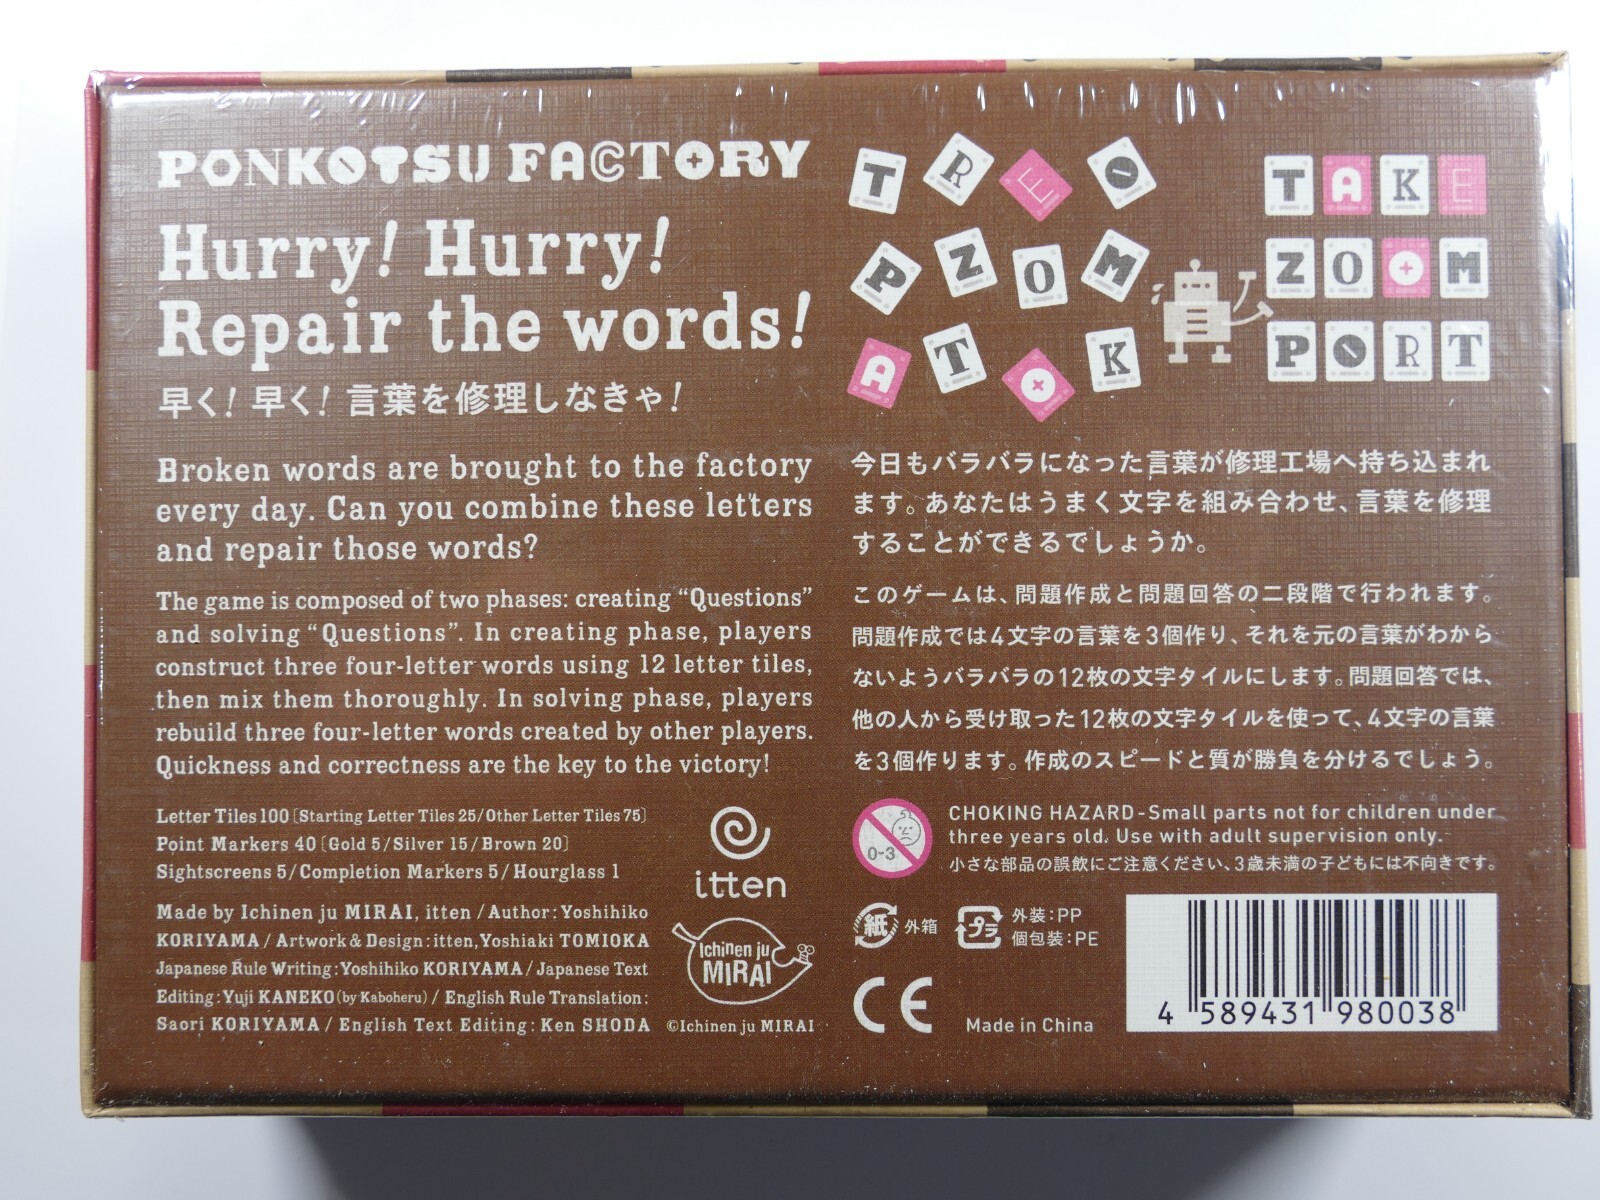 PONKOTSU FACTORY
Hurry! Hurry!
Repair the words!
早く！早く！言葉を修理しなきゃ！
Broken words are brought to the factory
every day. Can you combine these letters
and repair those words?
The game is composed of two phases: creating “Questions”
and solving “Questions”. In creating phase, players
construct three four-letter words using 12 letter tiles,
then mix them thoroughly. In solving phase, players
rebuild three four-letter words created by other players.
Quickness and correctness are the key to the victory!
Letter Tiles 100 [Starting Letter Tiles 25/Other Letter Tiles 75]
Point Markers 40 [Gold 5/Silver 15/Brown 20]
Sightscreens 5/Completion Markers 5/Hourglass 1
Made by Ichinen ju MIRAI, itten / Author: Yoshihiko
KORIYAMA / Artwork & Design: itten, Yoshiaki TOMIOKA
Japanese Rule Writing: Yoshihiko KORIYAMA / Japanese Text
Editing: Yuji KANEKO (by Kaboheru) / English Rule Translation:
Saori KORIYAMA / English Text Editing: Ken SHODA
itten
Ichinen ju
MIRAI
©Ichinen ju MIRAI
T R E O
P Z O M
A T O K
TAKE
ZOOM
PORT
今日もバラバラになった言葉が修理工場へ持ち込まれ
ます。あなたはうまく文字を組み合わせ、言葉を修理
することができるでしょうか。
このゲームは、問題作成と問題回答の二段階で行われます。
問題作成では4文字の言葉を3個作り、それを元の言葉がわから
ないようバラバラの12枚の文字タイルにします。問題回答では、
他の人から受け取った12枚の文字タイルを使って、4文字の言葉
を3個作ります。作成のスピードと質が勝負を分けるでしょう。
0-3
CHOKING HAZARD-Small parts not for children under
three years old. Use with adult supervision only.
小さな部品の誤飲にご注意ください、3歳未満の子どもには不向きです。
紙 外箱
プラ 外装：PP
個包装：PE
CE
Made in China
4 589431 980038